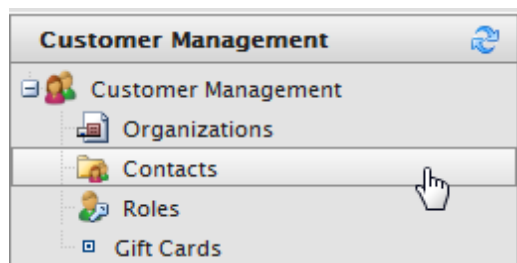 Customer Management
Customer Management
Organizations
Contacts
Roles
Gift Cards